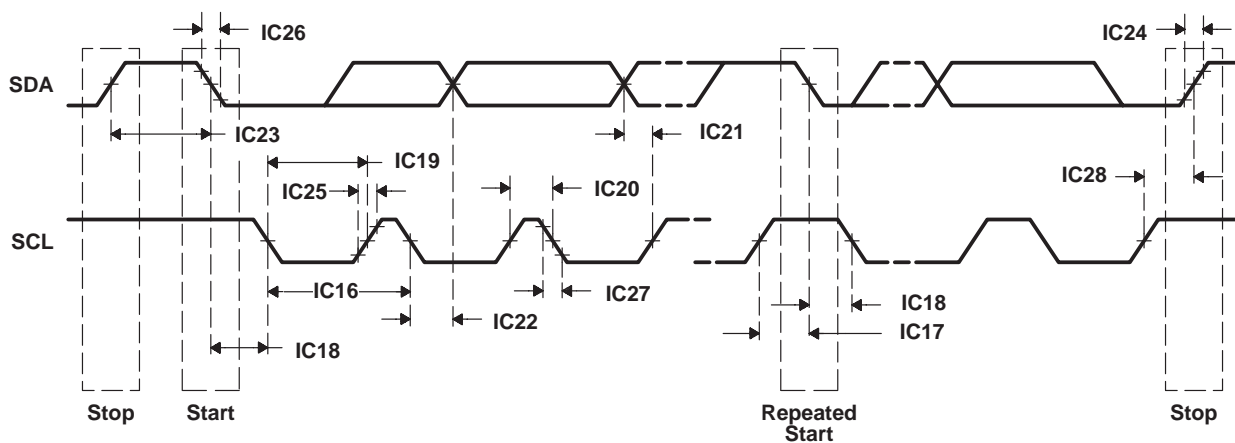 IC26
IC24
SDA
IC23
IC21
IC19
IC25
IC20
IC28
SCL
IC16
IC27
IC22
IC18
IC18
IC17
Stop
Start
Repeated
Start
Stop